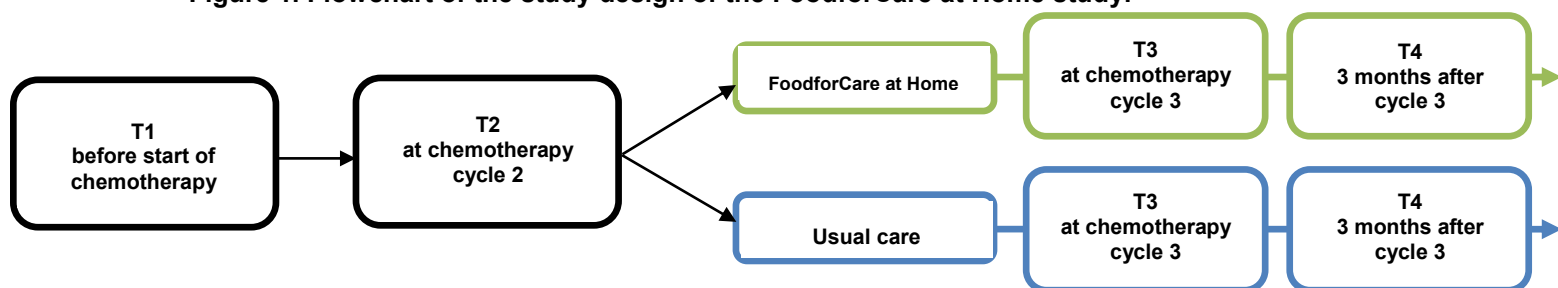 Figure 1. Flowchart of the study design of the FoodforCare at Home study.
T1
before start of
chemotherapy
T2
at chemotherapy
cycle 2
FoodforCare at Home
T3
at chemotherapy
cycle 3
T4
3 months after
cycle 3
Usual care
T3
at chemotherapy
cycle 3
T4
3 months after
cycle 3